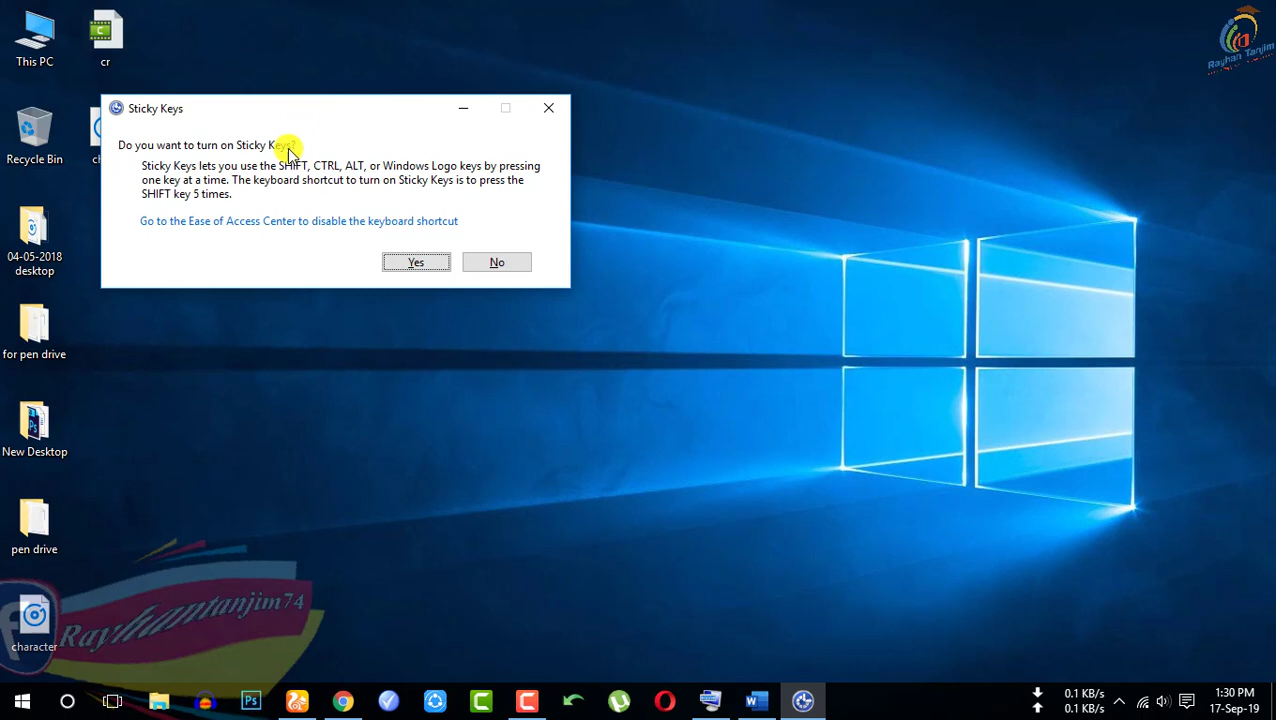 This PC
cr
Rayhan Tanjim
Sticky Keys
Do you want to turn on Sticky Keys?
Recycle Bin
Sticky Keys lets you use the SHIFT, CTRL, ALT, or Windows Logo keys by pressing
one key at a time. The keyboard shortcut to turn on Sticky Keys is to press the
SHIFT key 5 times.
Go to the Ease of Access Center to disable the keyboard shortcut
Yes
No
04-05-2018
desktop
for pen drive
New Desktop
pen drive
Rayhantanjim74
character
0.1 KB/s
0.1 KB/s
1:30 PM
17-Sep-19